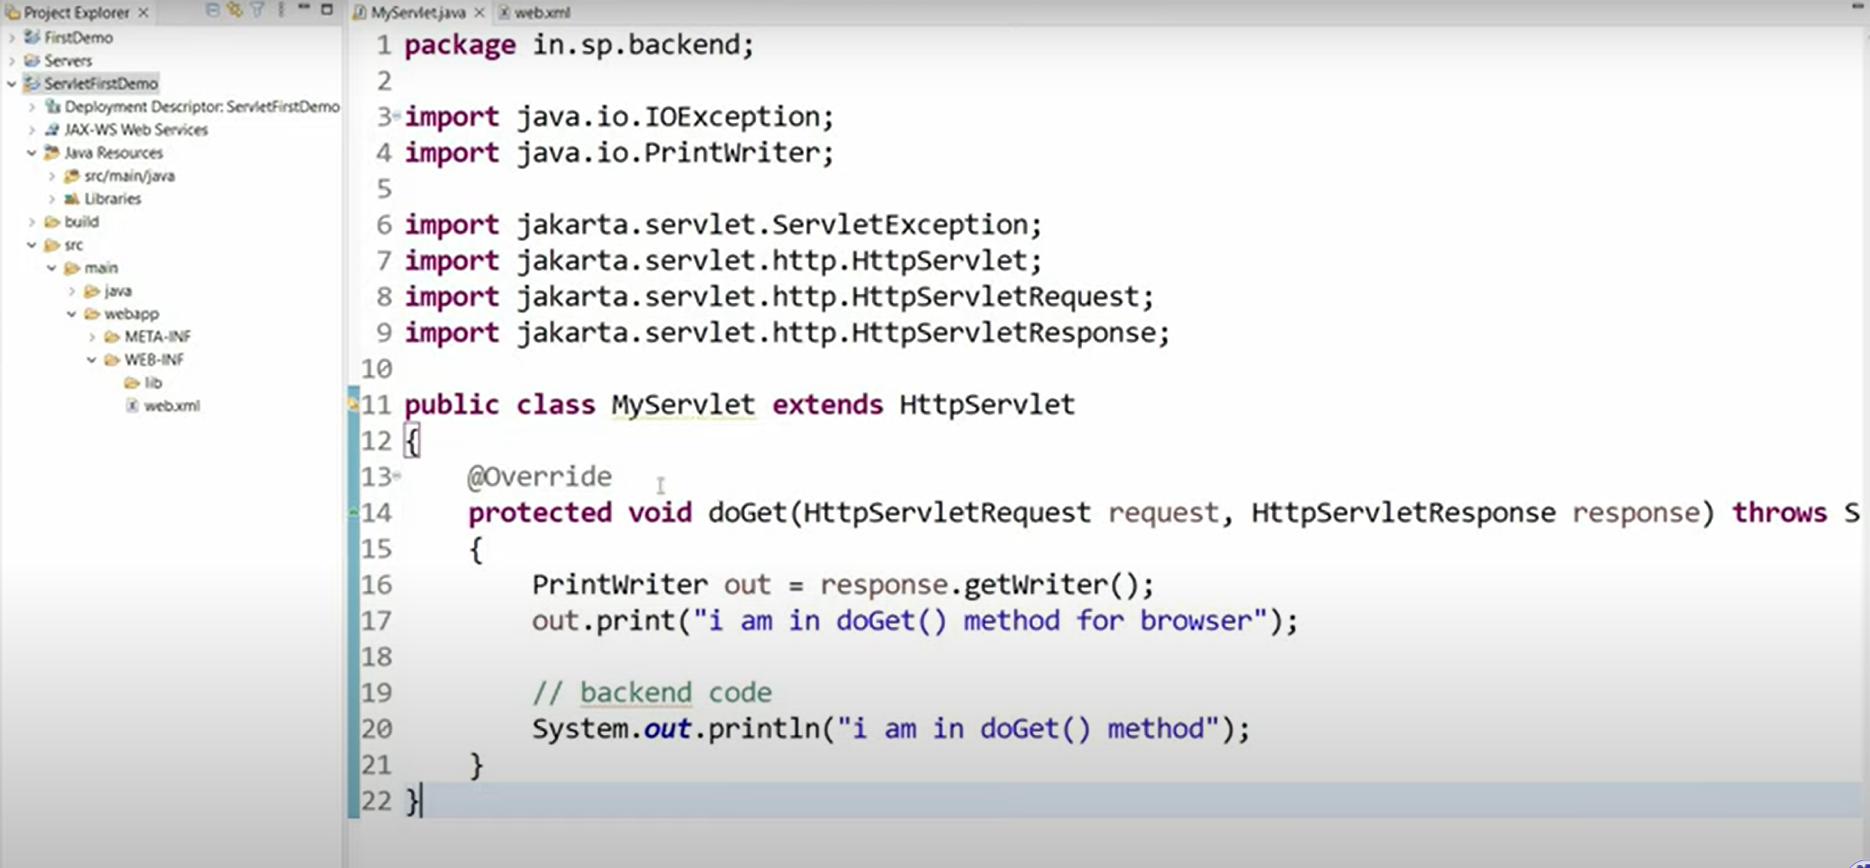 Project Explorer
FirstDemo
Servers
ServletFirstDemo
Deployment Descriptor: ServletFirstDemo
JAX-WS Web Services
Java Resources
src/main/java
Libraries
build
src
main
java
webapp
META-INF
WEB-INF
lib
web.xml
MyServlet.java
web.xml
1 package in.sp.backend;
2
3 import java.io.IOException;
4 import java.io.PrintWriter;
5
6 import jakarta.servlet.ServletException;
7 import jakarta.servlet.http.HttpServlet;
8 import jakarta.servlet.http.HttpServletRequest;
9 import jakarta.servlet.http.HttpServletResponse;
10
11 public class MyServlet extends HttpServlet
12 {
13 @Override
14 protected void doGet(HttpServletRequest request, HttpServletResponse response) throws S
15 {
16 PrintWriter out = response.getWriter();
17 out.print("i am in doGet() method for browser");
18
19 // backend code
20 System.out.println("i am in doGet() method");
21 }
22 }